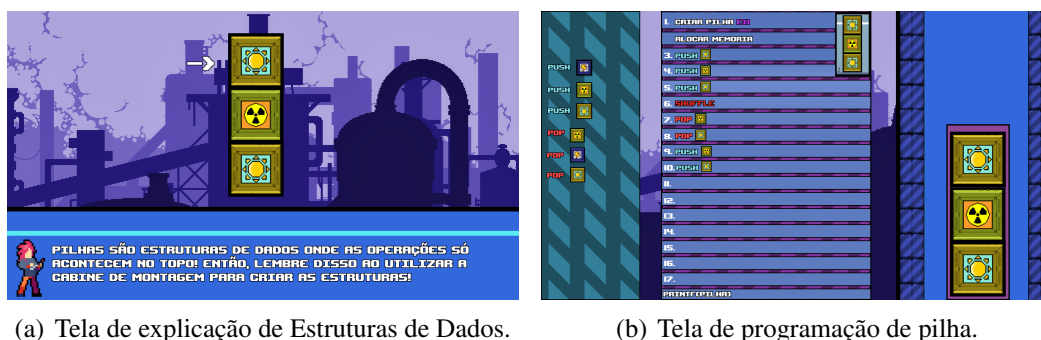 PILHAS SÃO ESTRUTURAS DE DADOS ONDE AS OPERAÇÕES SÓ
ACONTECEM NO TOPO! ENTÃO, LEMBRE DISSO AO UTILIZAR A
CABINE DE MONTAGEM PARA CRIAR AS ESTRUTURAS!
(a) Tela de explicação de Estruturas de Dados.
PUSH
PUSH
PUSH
POP
POP
POP
1. CRIAR PILHA
ALOCAR MEMORIA
3. PUSH
4. PUSH
5. PUSH
6. SHUFFLE
7. POP
8. POP
9. PUSH
10. PUSH
11.
12.
13.
14.
15.
16.
17.
PRINTF(PILHA)
(b) Tela de programação de pilha.